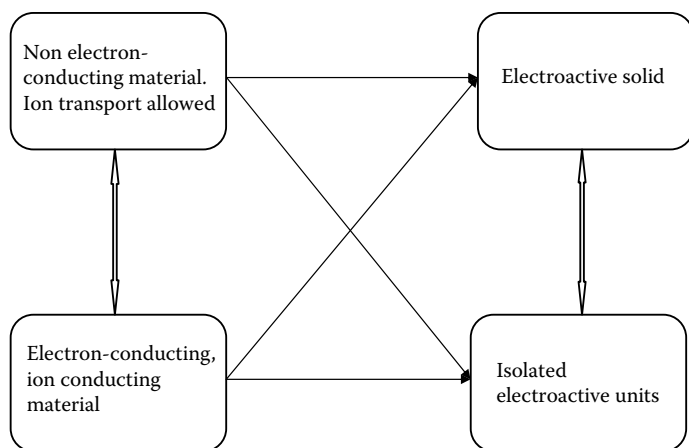 Non electron-
conducting material.
Ion transport allowed
Electroactive solid
Electron-conducting,
ion conducting
material
Isolated
electroactive units